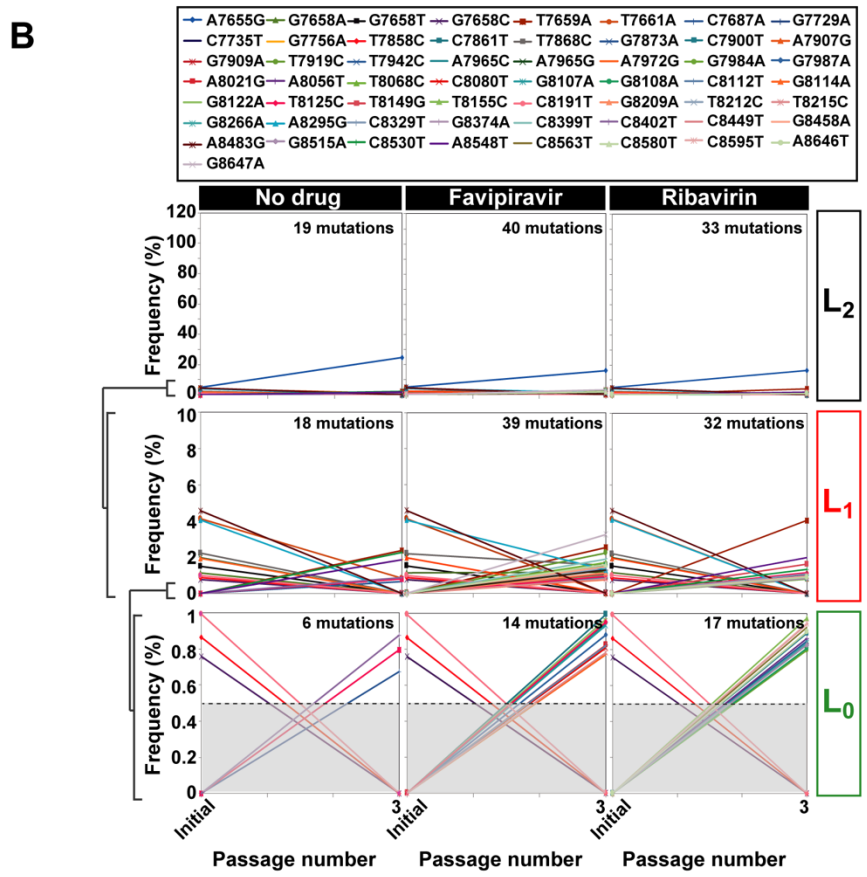 B
A7655G G7658A G7658T G7658C T7659A T7661A C7687A G7729A
C7735T G7756A T7858C C7861T T7868C G7873A C7900T A7907G
G7909A T7919C T7942C A7965C A7965G A7972G G7984A G7987A
A8021G A8056T T8068C C8080T G8107A G8108A C8112T G8114A
G8122A T8125C T8149G T8155C C8191T G8209A T8212C T8215C
G8266A A8295G C8329T G8374A C8399T C8402T C8449T G8458A
A8483G G8515A C8530T A8548T C8563T C8580T C8595T A8646T
G8647A
No drug Favipiravir Ribavirin
Frequency (%)
120
100
80
60
40
20
0
19 mutations 40 mutations 33 mutations
L2
Frequency (%)
10
8
6
4
2
0
18 mutations 39 mutations 32 mutations
L1
Frequency (%)
1
0.8
0.6
0.4
0.2
0
6 mutations 14 mutations 17 mutations
L0
Initial 3 Initial 3 Initial 3
Passage number Passage number Passage number